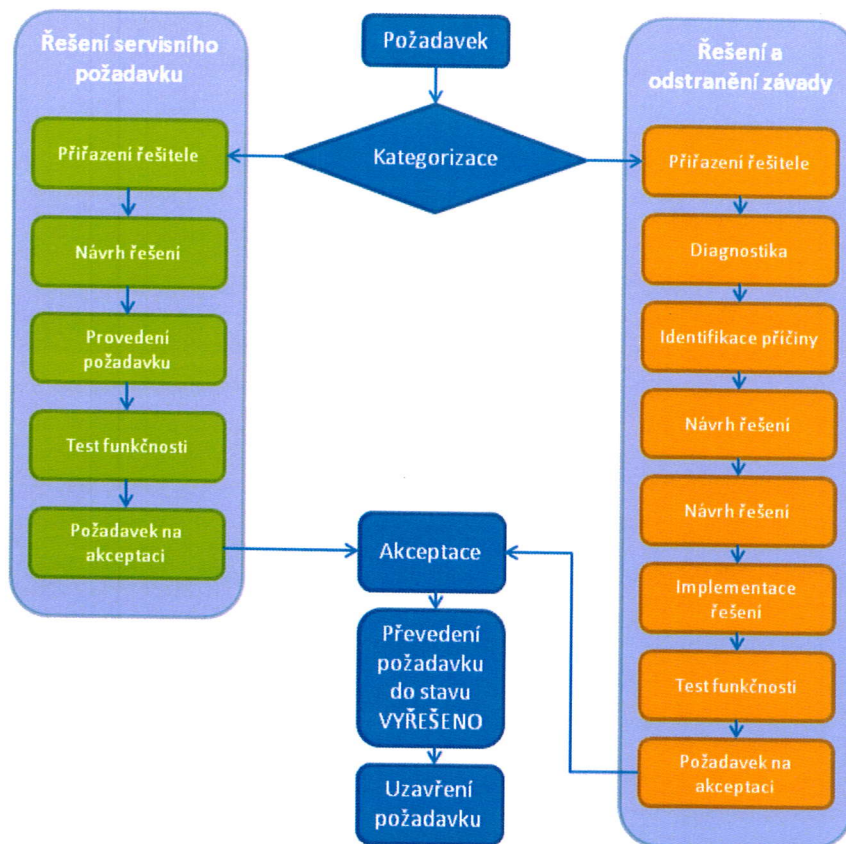 Řešení servisního
požadavku
Přiřazení řešitele
Návrh řešení
Provedení
požadavku
Test funkčnosti
Požadavek na
akceptaci
Požadavek
Kategorizace
Akceptace
Převedení
požadavku
do stavu
VYŘEŠENO
Uzavření
požadavku
Řešení a
odstranění závady
Přiřazení řešitele
Diagnostika
Identifikace příčiny
Návrh řešení
Návrh řešení
Implementace
řešení
Test funkčnosti
Požadavek na
akceptaci